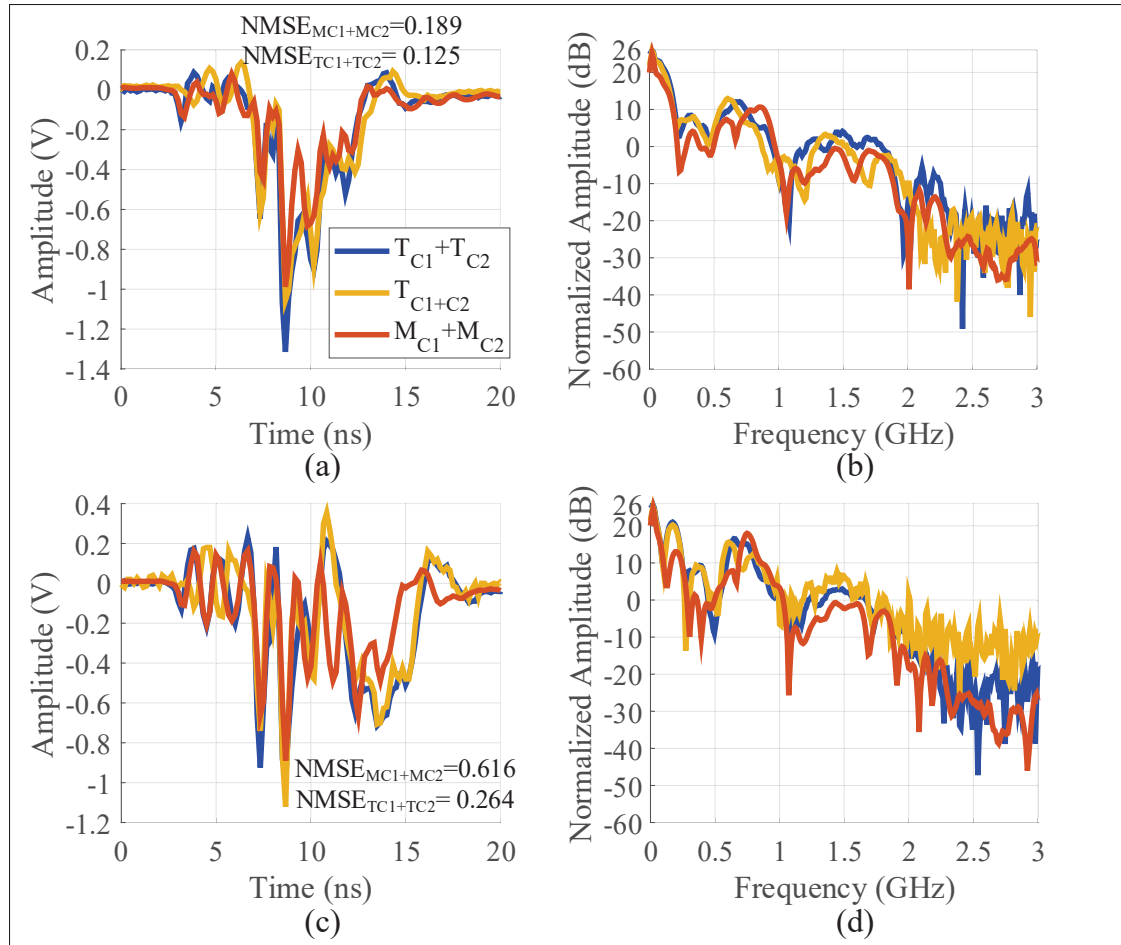 NMSE_MC1+MC2=0.189
NMSE_TC1+TC2= 0.125
0.2
0
-0.2
-0.4
-0.6
-0.8
-1
-1.2
-1.4
Amplitude (V)
T_C1+T_C2
T_C1+C2
M_C1+M_C2
0 5 10 15 20
Time (ns)
(a)
26
20
10
0
-10
-20
-30
-40
-50
-60
Normalized Amplitude (dB)
0 0.5 1 1.5 2 2.5 3
Frequency (GHz)
(b)
0.4
0.2
0
-0.2
-0.4
-0.6
-0.8
-1
-1.2
Amplitude (V)
NMSE_MC1+MC2=0.616
NMSE_TC1+TC2= 0.264
0 5 10 15 20
Time (ns)
(c)
26
20
10
0
-10
-20
-30
-40
-50
-60
Normalized Amplitude (dB)
0 0.5 1 1.5 2 2.5 3
Frequency (GHz)
(d)